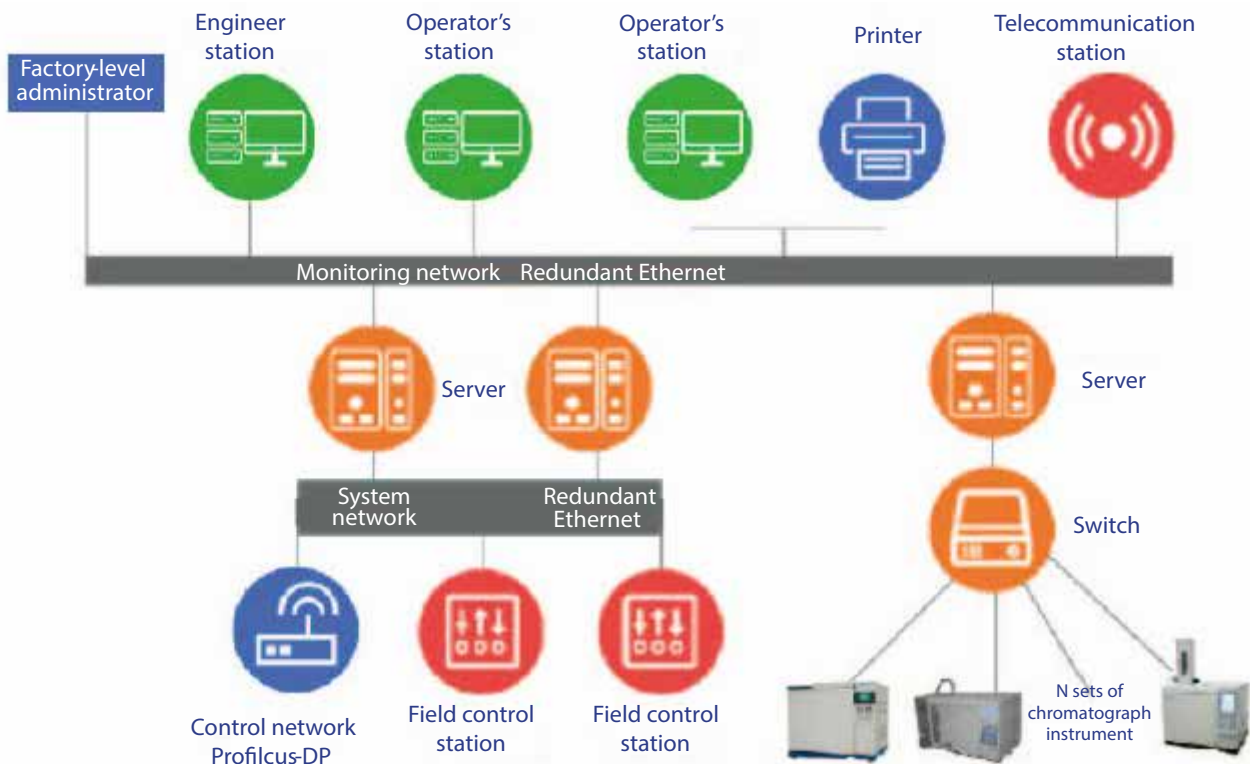 Engineer
station
Operator's
station
Operator's
station
Printer
Telecommunication
station
Factory-level
administrator
Monitoring network Redundant Ethernet
Server
Server
System
network
Redundant
Ethernet
Switch
Control network
Profilcus-DP
Field control
station
Field control
station
N sets of
chromatograph
instrument